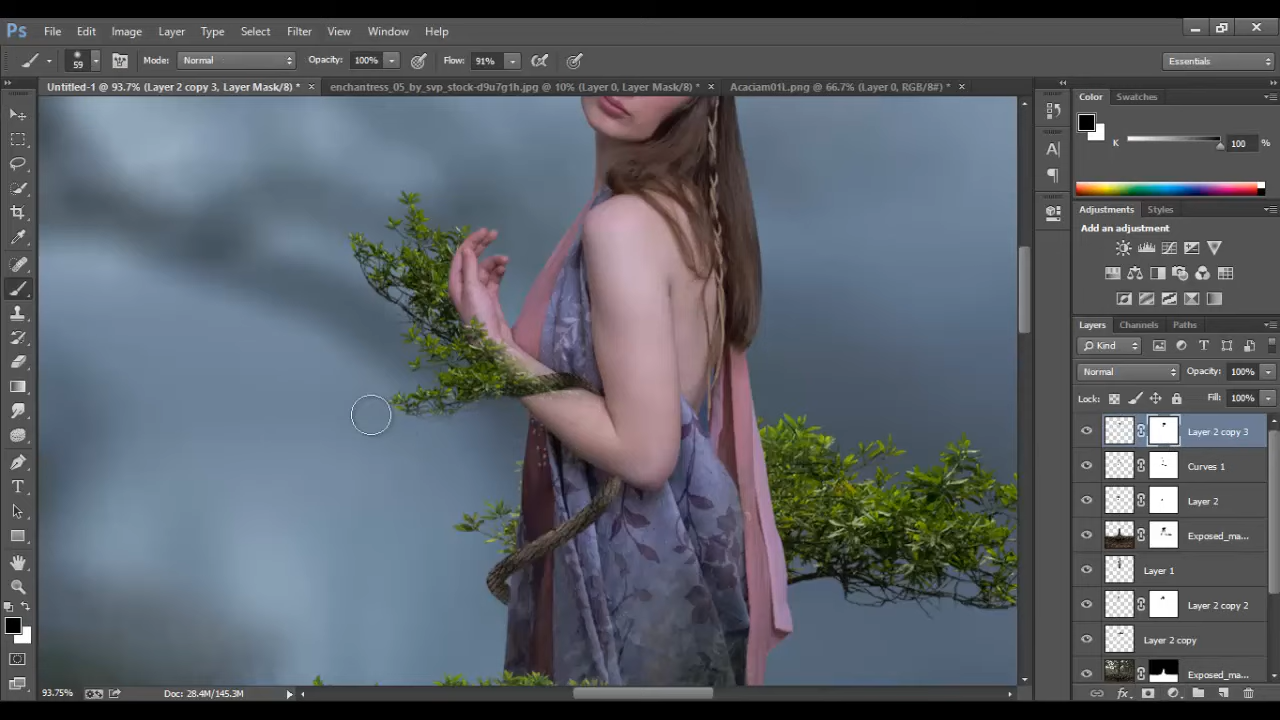 Ps File Edit Image Layer Type Select Filter View Window Help
59 Mode: Normal Opacity: 100% Flow: 91% Essentials
Untitled-1 @ 93.7% (Layer 2 copy 3, Layer Mask/8) * × enchantress_05_by_svp_stock-d9u7g1h.jpg @ 10% (Layer 0, Layer Mask/8) * × Acaciam01L.png @ 66.7% (Layer 0, RGB/8#) * ×
Color Swatches
K 100 %
Adjustments Styles
Add an adjustment
Layers Channels Paths
Kind
Normal Opacity: 100%
Lock: Fill: 100%
Layer 2 copy 3
Curves 1
Layer 2
Exposed_ma...
Layer 1
Layer 2 copy 2
Layer 2 copy
Exposed_ma...
93.75% Doc: 28.4M/145.3M